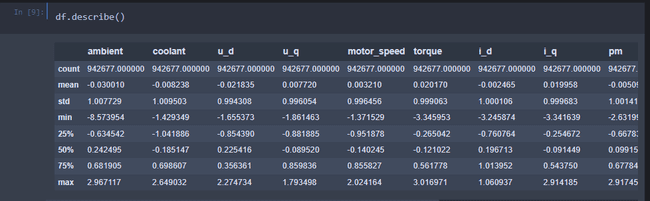 In [9]: df.describe()
ambient coolant u_d u_q motor_speed torque i_d i_q pm
count 942677.000000 942677.000000 942677.000000 942677.000000 942677.000000 942677.000000 942677.000000 942677.000000 942677.
mean -0.030010 -0.008238 -0.021835 0.007720 0.003210 0.020170 -0.002465 0.019958 -0.00509
std 1.007729 1.009503 0.994308 0.996054 0.996456 0.999063 1.000106 0.999683 1.00141
min -8.573954 -1.429349 -1.655373 -1.861463 -1.371529 -3.345953 -3.245874 -3.341639 -2.63199
25% -0.634542 -1.041886 -0.854390 -0.881885 -0.951878 -0.265042 -0.760764 -0.254672 -0.66783
50% 0.242495 -0.185147 0.225416 -0.089520 -0.140245 -0.121022 0.196713 -0.091449 0.09915
75% 0.681905 0.698607 0.356361 0.859836 0.855827 0.561778 1.013952 0.543750 0.67784
max 2.967117 2.649032 2.274734 1.793498 2.024164 3.016971 1.060937 2.914185 2.91745